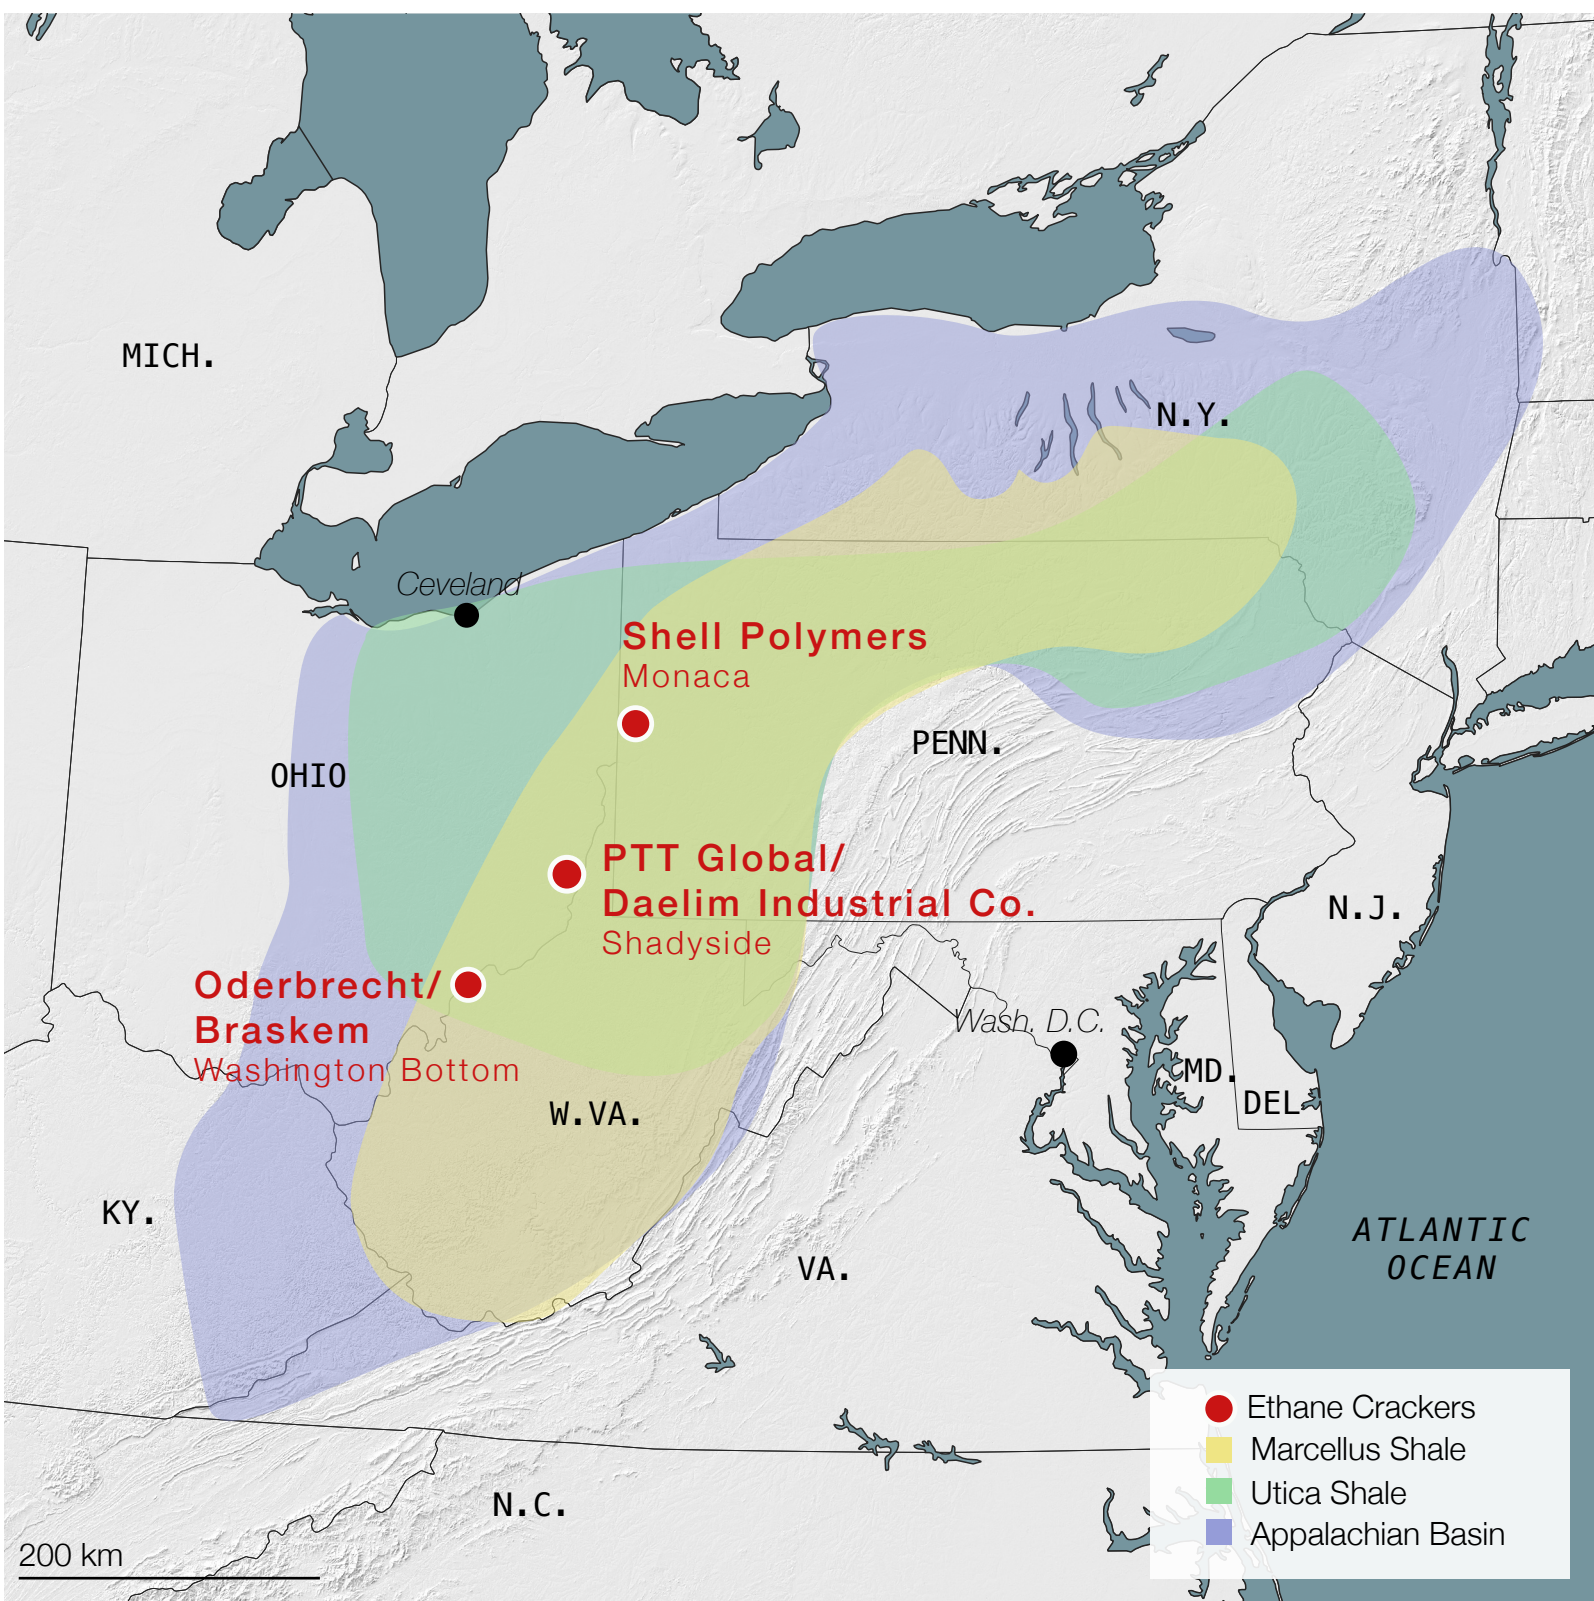 MICH.
N.Y.
Ceveland
Shell Polymers
Monaca
PENN.
OHIO
PTT Global/
Daelim Industrial Co.
Shadyside
N.J.
Oderbrecht/
Braskem
Washington Bottom
Wash. D.C.
MD.
DEL
W.VA.
KY.
VA.
ATLANTIC
OCEAN
N.C.
200 km
Ethane Crackers
Marcellus Shale
Utica Shale
Appalachian Basin